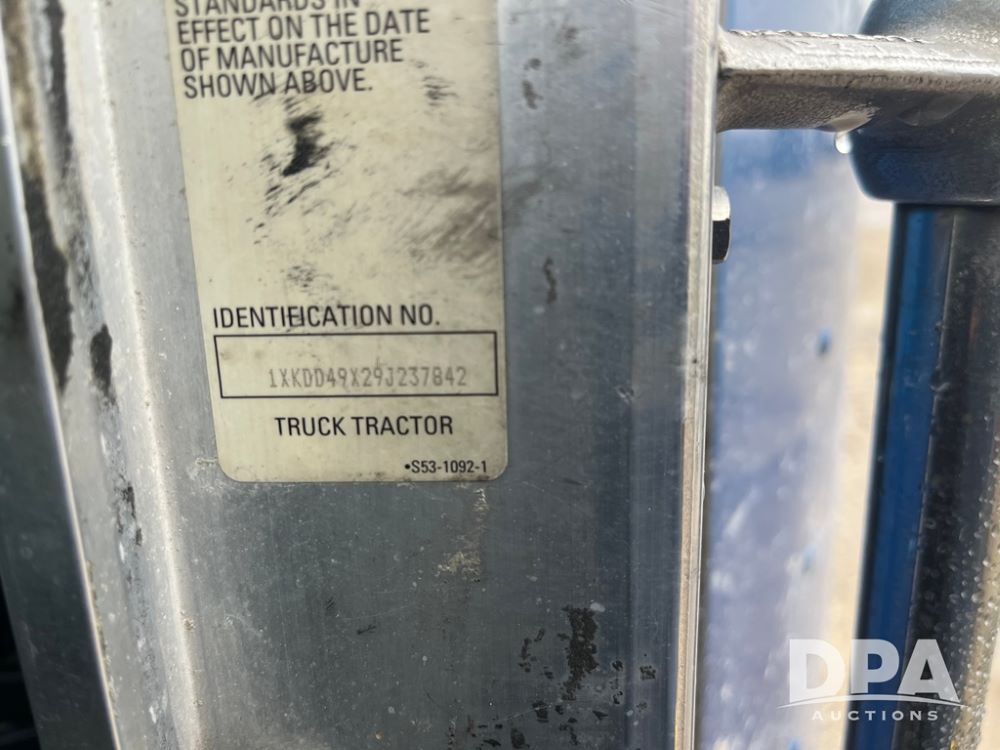 STANDARDS IN
EFFECT ON THE DATE
OF MANUFACTURE
SHOWN ABOVE.
IDENTIFICATION NO.
1XKDD49X29J237842
TRUCK TRACTOR
•S53-1092-1
DPA
AUCTIONS